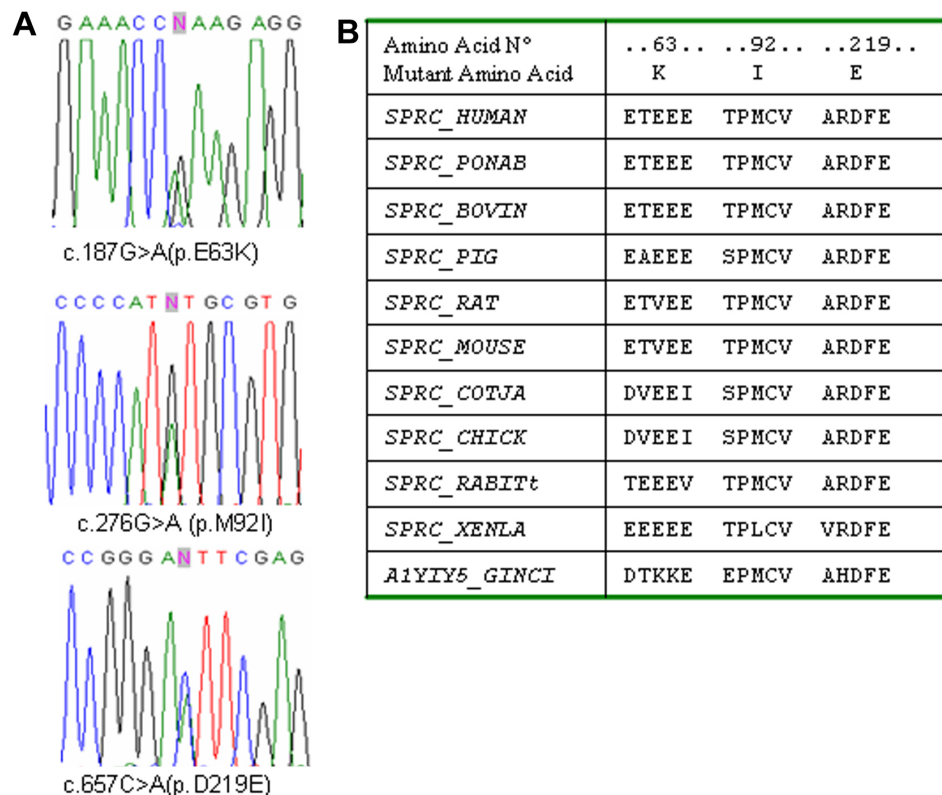 A
G A A A C C N A A G A G G
c.187G>A(p.E63K)
C C C C A T N T G C G T G
c.276G>A (p.M92I)
C C G G G A N T T C G A G
c.657C>A(p.D219E)
B
Amino Acid N° ..63.. ..92.. ..219..
Mutant Amino Acid K I E
SPRC_HUMAN ETEEE TPMCV ARDFE
SPRC_PONAB ETEEE TPMCV ARDFE
SPRC_BOVIN ETEEE TPMCV ARDFE
SPRC_PIG EAEEE SPMCV ARDFE
SPRC_RAT ETVEE TPMCV ARDFE
SPRC_MOUSE ETVEE TPMCV ARDFE
SPRC_COTJA DVEEI SPMCV ARDFE
SPRC_CHICK DVEEI SPMCV ARDFE
SPRC_RABITt TEEEV TPMCV ARDFE
SPRC_XENLA EEEEE TPLCV VRDFE
A1YIY5_GINCI DTKKE EPMCV AHDFE